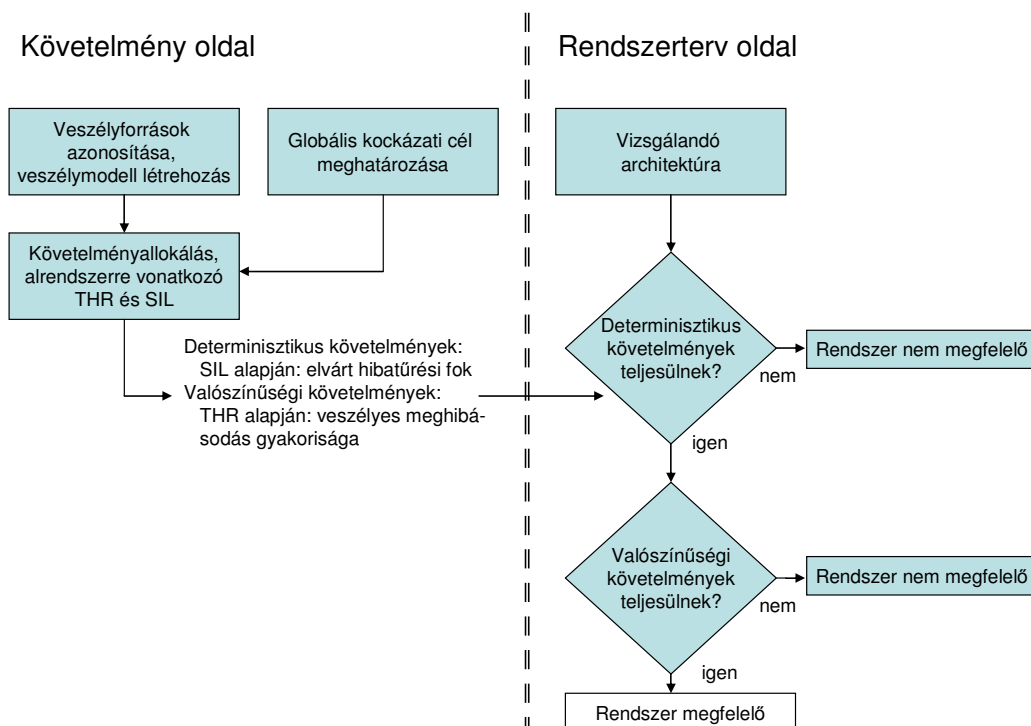 Követelmény oldal
Rendszerterv oldal
Veszélyforrások
azonosítása,
veszélymodell létrehozás
Globális kockázati cél
meghatározása
Vizsgálandó
architektúra
Követelményallokálás,
alrendszerre vonatkozó
THR és SIL
Determinisztikus követelmények:
SIL alapján: elvárt hibatűrési fok
Valószínűségi követelmények:
THR alapján: veszélyes meghibá-
sodás gyakorisága
Determinisztikus
követelmények
teljesülnek?
nem
Rendszer nem megfelelő
igen
Valószínűségi
követelmények
teljesülnek?
nem
Rendszer nem megfelelő
igen
Rendszer megfelelő